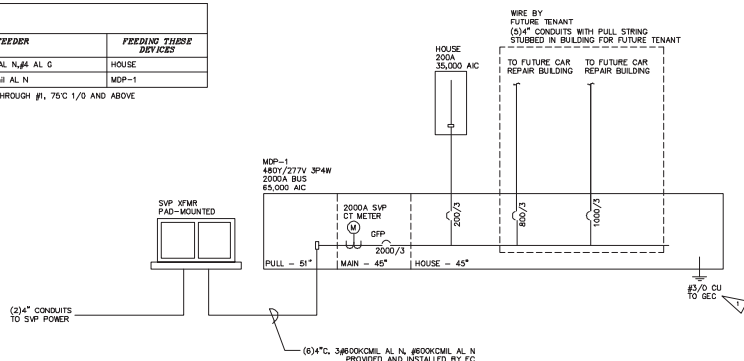 FEEDER
FEEDING THESE
DEVICES
AL N,#4 AL G
HOUSE
AL N
MDP-1
HROUGH #1, 75°C 1/0 AND ABOVE
WIRE BY
FUTURE TENANT
(5)4" CONDUITS WITH PULL STRING
STUBBED IN BUILDING FOR FUTURE TENANT
HOUSE
200A
35,000 AIC
TO FUTURE CAR
REPAIR BUILDING
TO FUTURE CAR
REPAIR BUILDING
MDP-1
480Y/277V 3P4W
2000A BUS
65,000 AIC
SVP XFMR
PAD-MOUNTED
2000A SVP
CT METER
M
GFP
2000/3
200/3
800/3
1000/3
PULL - 51"
MAIN - 45"
HOUSE - 45"
#3/0 CU
TO GEC
1
(2)4" CONDUITS
TO SVP POWER
(6)4"C, 3#600KCMIL AL N, #600KCMIL AL N
PROVIDED AND INSTALLED BY EC